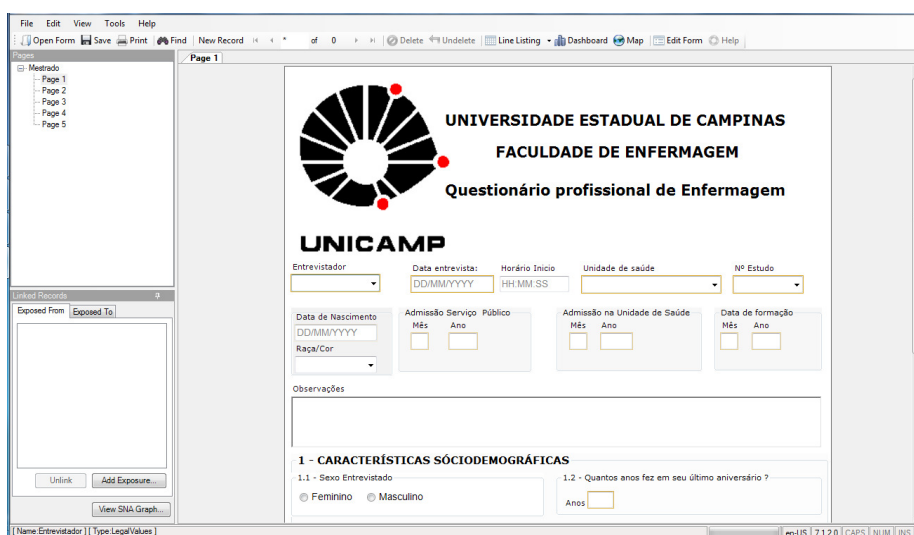 File Edit View Tools Help
Open Form Save Print Find New Record * of 0 Delete Undelete Line Listing Dashboard Map Edit Form Help
Pages
Page 1
Mestrado
Page 1
Page 2
Page 3
Page 4
Page 5
UNIVERSIDADE ESTADUAL DE CAMPINAS
FACULDADE DE ENFERMAGEM
Questionário profissional de Enfermagem
UNICAMP
Entrevistador Data entrevista: Horário Inicio Unidade de saúde Nº Estudo
DD/MM/YYYY HH:MM:SS
Linked Records
Exposed From Exposed To
Data de Nascimento Admissão Serviço Público Admissão na Unidade de Saúde Data de formação
Mês Ano Mês Ano Mês Ano
DD/MM/YYYY
Raça/Cor
Observações
1 - CARACTERÍSTICAS SÓCIODEMOGRÁFICAS
1.1 - Sexo Entrevistado 1.2 - Quantos anos fez em seu último aniversário ?
Feminino Masculino Anos
Unlink Add Exposure...
View SNA Graph...
[ Name:Entrevistador ] [ Type:LegalValues ] en-US 7.1.2.0 CAPS NUM INS